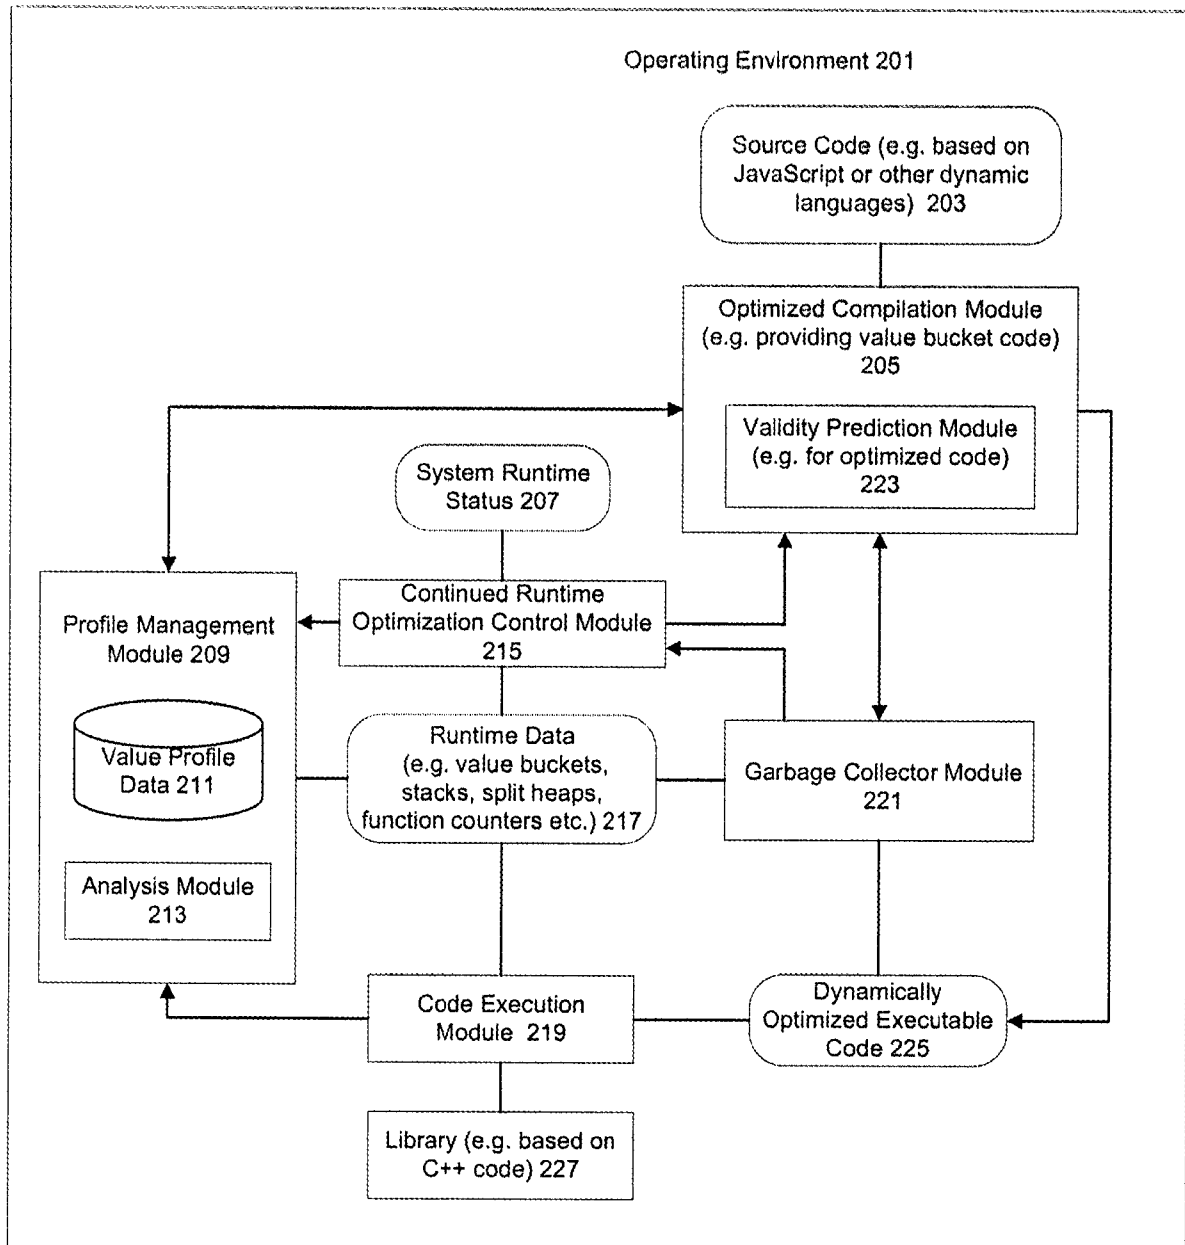 Operating Environment 201
Source Code (e.g. based on
JavaScript or other dynamic
languages) 203
Optimized Compilation Module
(e.g. providing value bucket code)
205
Validity Prediction Module
(e.g. for optimized code)
223
System Runtime
Status 207
Continued Runtime
Optimization Control Module
215
Profile Management
Module 209
Value Profile
Data 211
Analysis Module
213
Runtime Data
(e.g. value buckets,
stacks, split heaps,
function counters etc.) 217
Garbage Collector Module
221
Code Execution
Module 219
Dynamically
Optimized Executable
Code 225
Library (e.g. based on
C++ code) 227